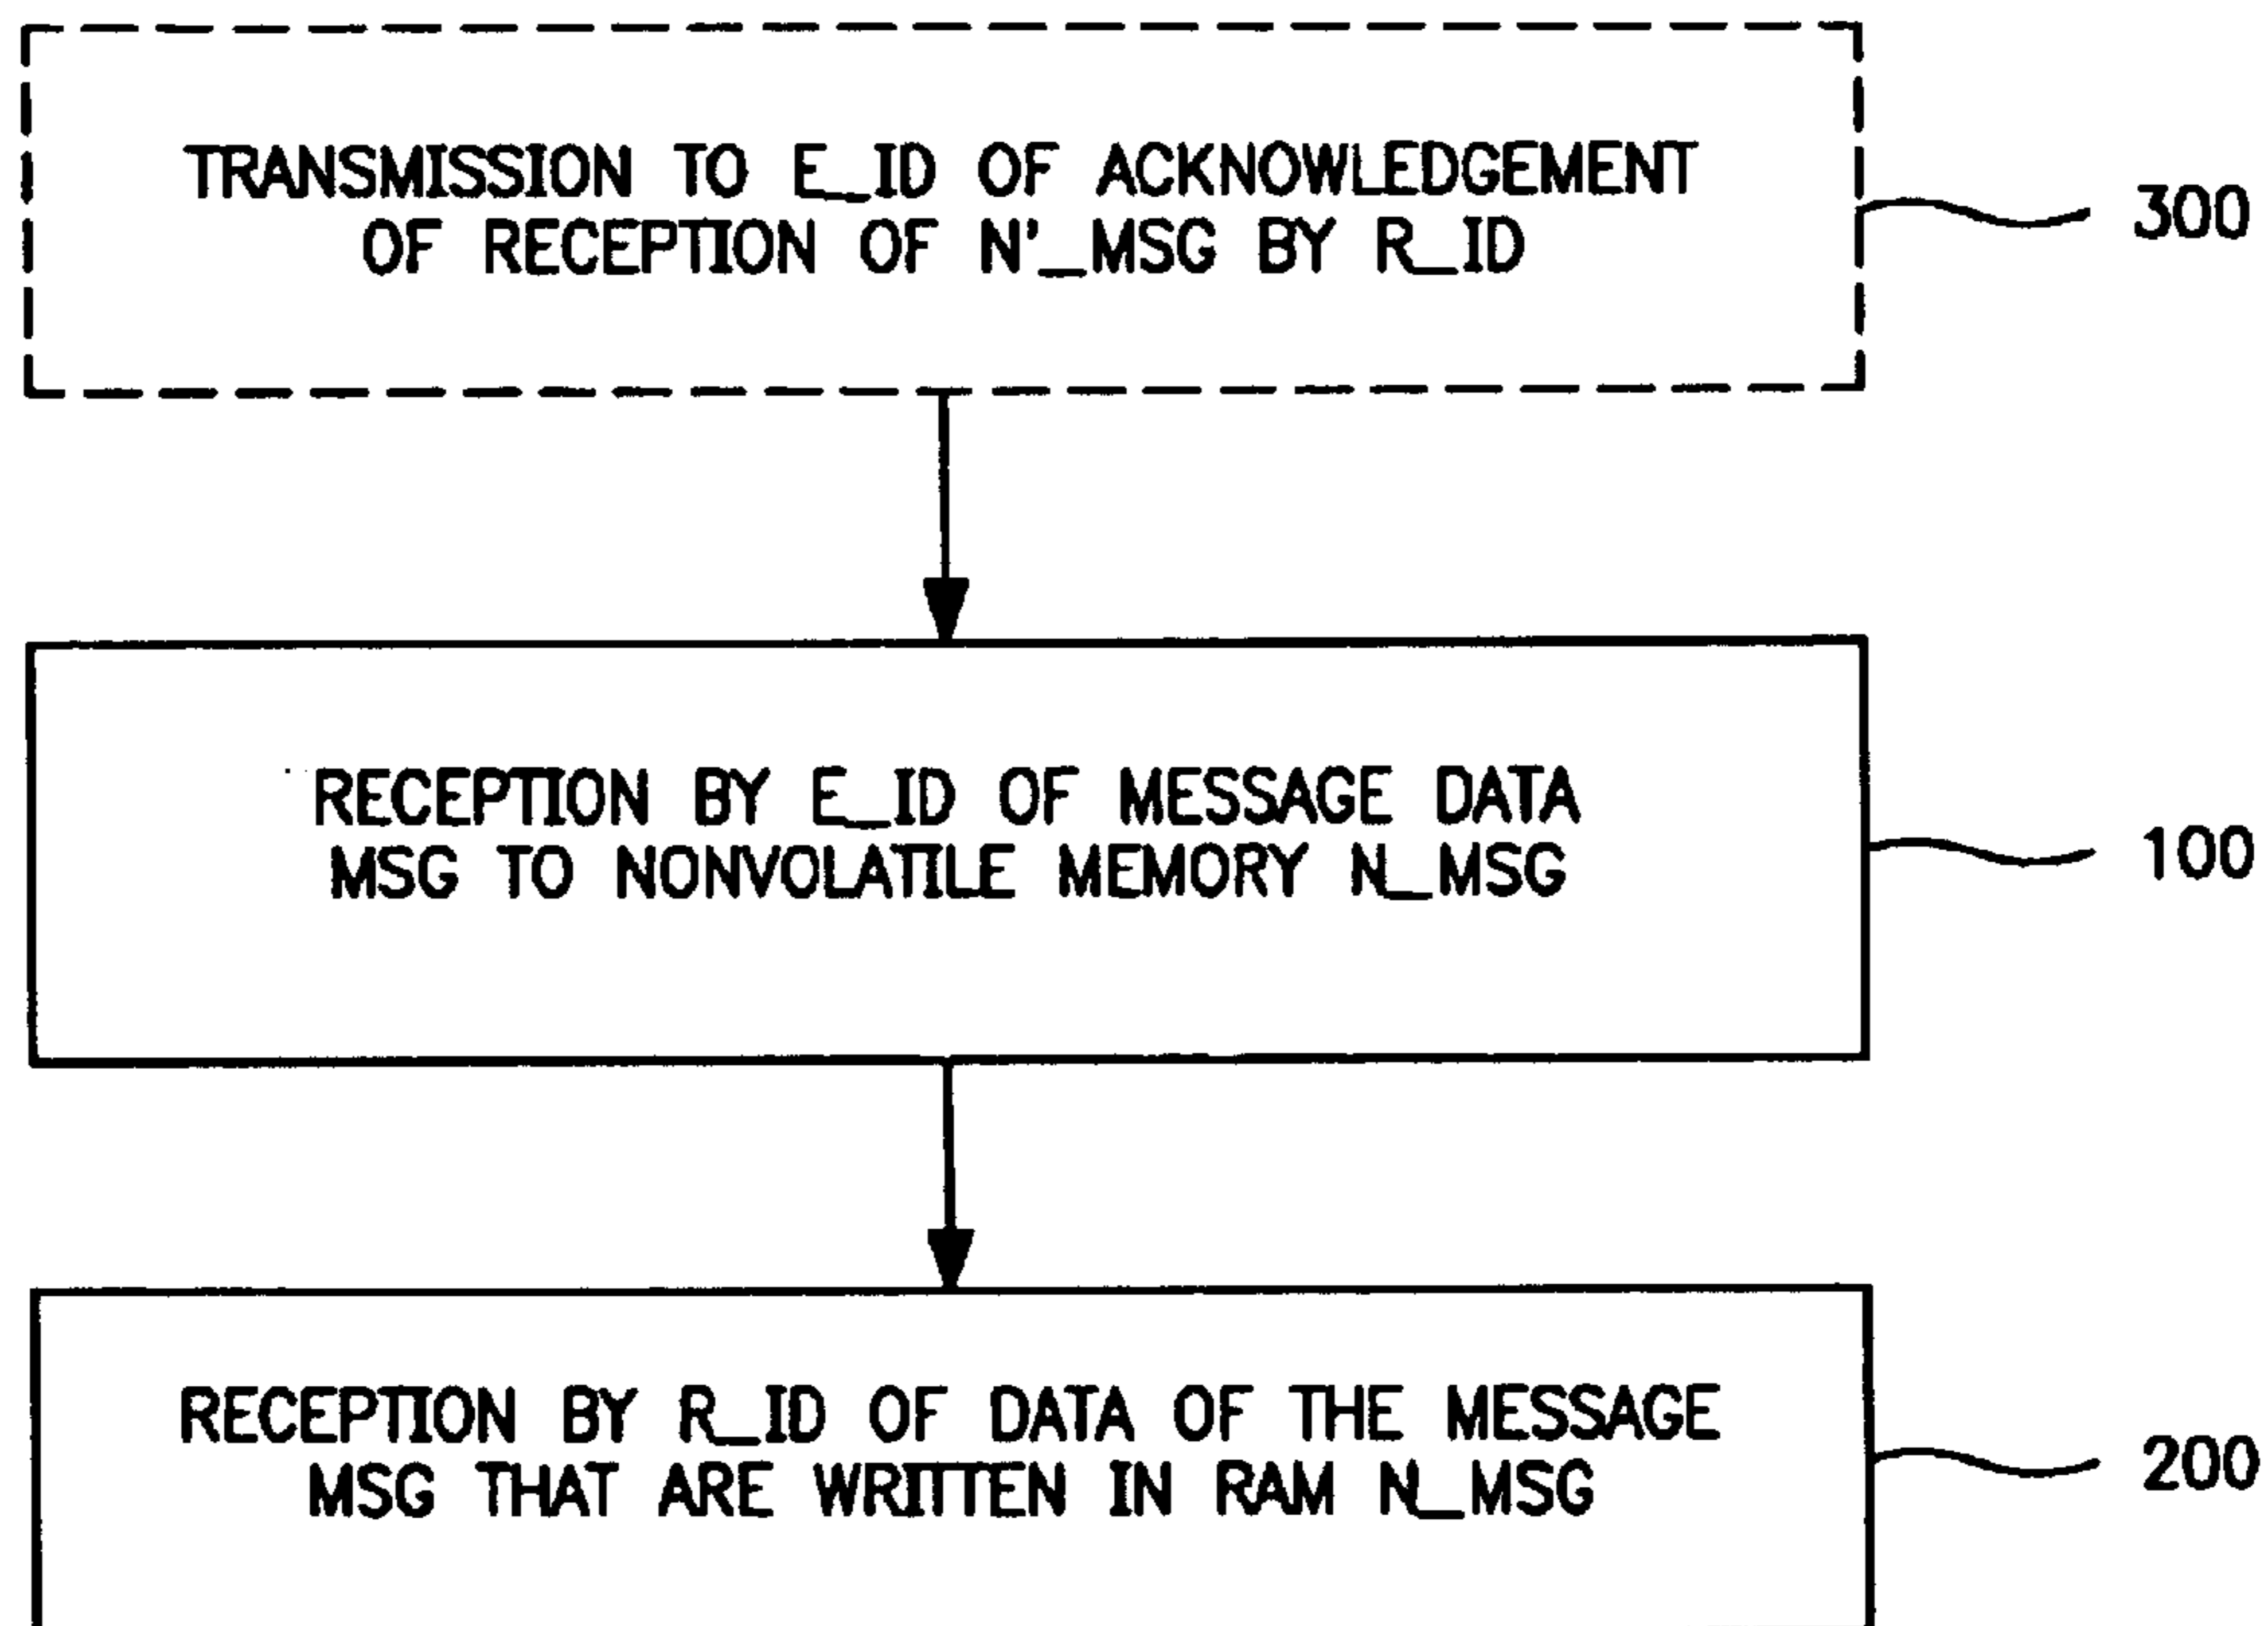 TRANSMISSION TO E_ID OF ACKNOWLEDGEMENT
OF RECEPTION OF N'_MSG BY R_ID
300
RECEPTION BY E_ID OF MESSAGE DATA
MSG TO NONVOLATILE MEMORY N_MSG
100
RECEPTION BY R_ID OF DATA OF THE MESSAGE
MSG THAT ARE WRITTEN IN RAM N_MSG
200